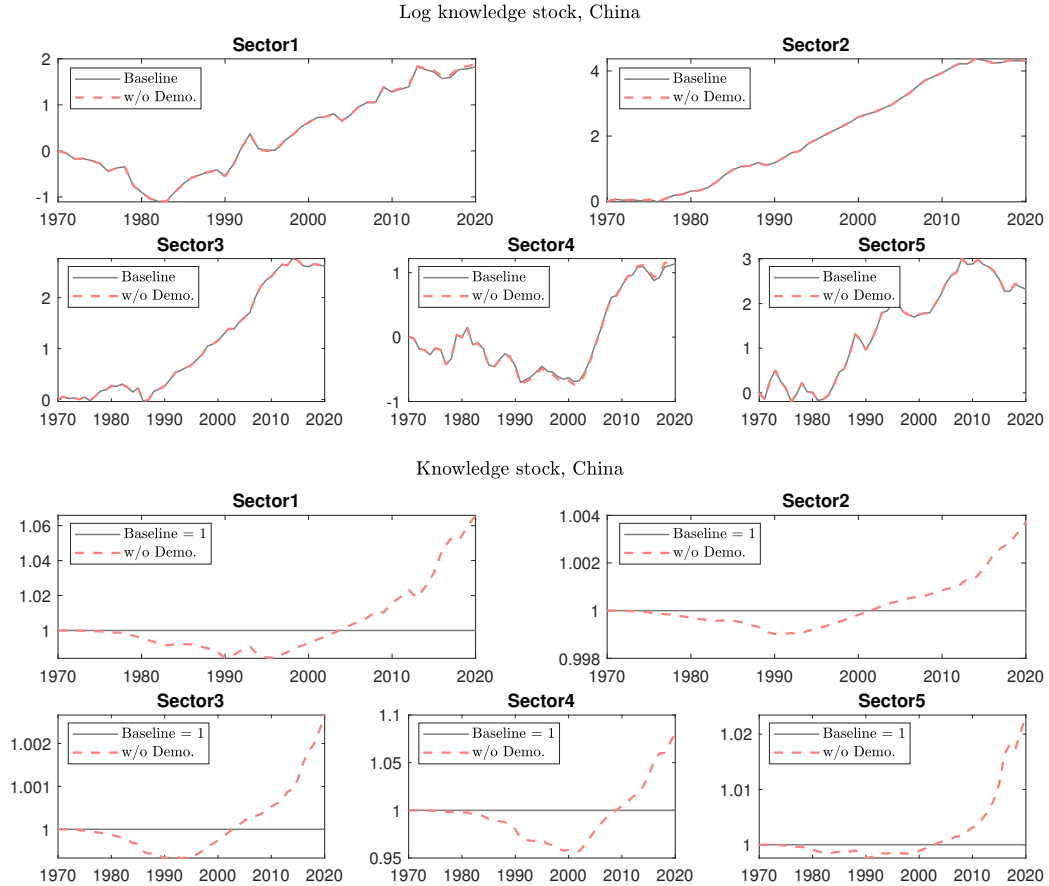 Log knowledge stock, China
Sector1
Sector2
2
1
0
-1
Baseline
w/o Demo.
1970 1980 1990 2000 2010 2020
4
2
0
Baseline
w/o Demo.
1970 1980 1990 2000 2010 2020
Sector3
Sector4
Sector5
2
1
0
Baseline
w/o Demo.
1970 1980 1990 2000 2010 2020
1
0
-1
Baseline
w/o Demo.
1970 1980 1990 2000 2010 2020
3
2
1
0
Baseline
w/o Demo.
1970 1980 1990 2000 2010 2020
Knowledge stock, China
Sector1
Sector2
1.06
1.04
1.02
1
Baseline = 1
w/o Demo.
1970 1980 1990 2000 2010 2020
1.004
1.002
1
0.998
Baseline = 1
w/o Demo.
1970 1980 1990 2000 2010 2020
Sector3
Sector4
Sector5
1.002
1.001
1
Baseline = 1
w/o Demo.
1970 1980 1990 2000 2010 2020
1.1
1.05
1
0.95
Baseline = 1
w/o Demo.
1970 1980 1990 2000 2010 2020
1.02
1.01
1
Baseline = 1
w/o Demo.
1970 1980 1990 2000 2010 2020